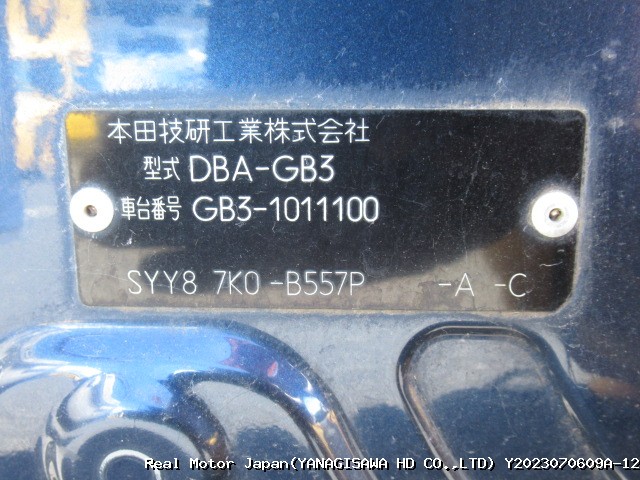 本田技研工業株式会社
型式 DBA-GB3
車台番号 GB3-1011100
SYY8 7K0 -B557P -A -C
Real Motor Japan(YANAGISAWA HD CO.,LTD) Y2023070609A-12